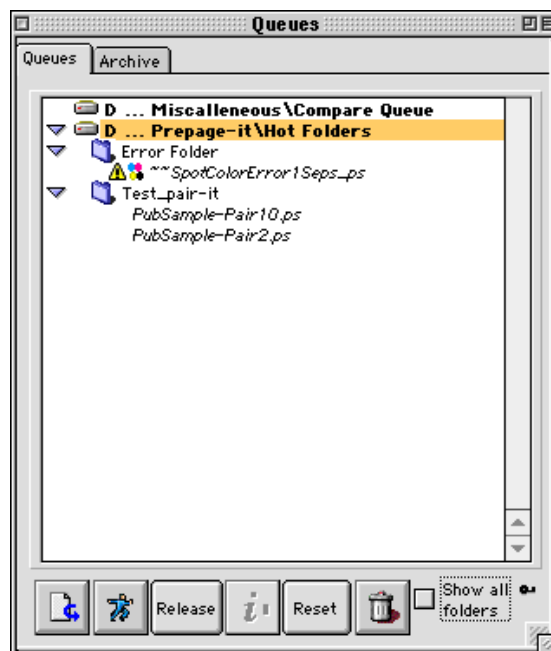 Queues
Queues Archive
D ... Miscalleneous\Compare Queue
D ... Prepage-it\Hot Folders
Error Folder
~~SpotColorError1Seps_ps
Test_pair-it
PubSample-Pair10.ps
PubSample-Pair2.ps
Release i Reset Show all
folders